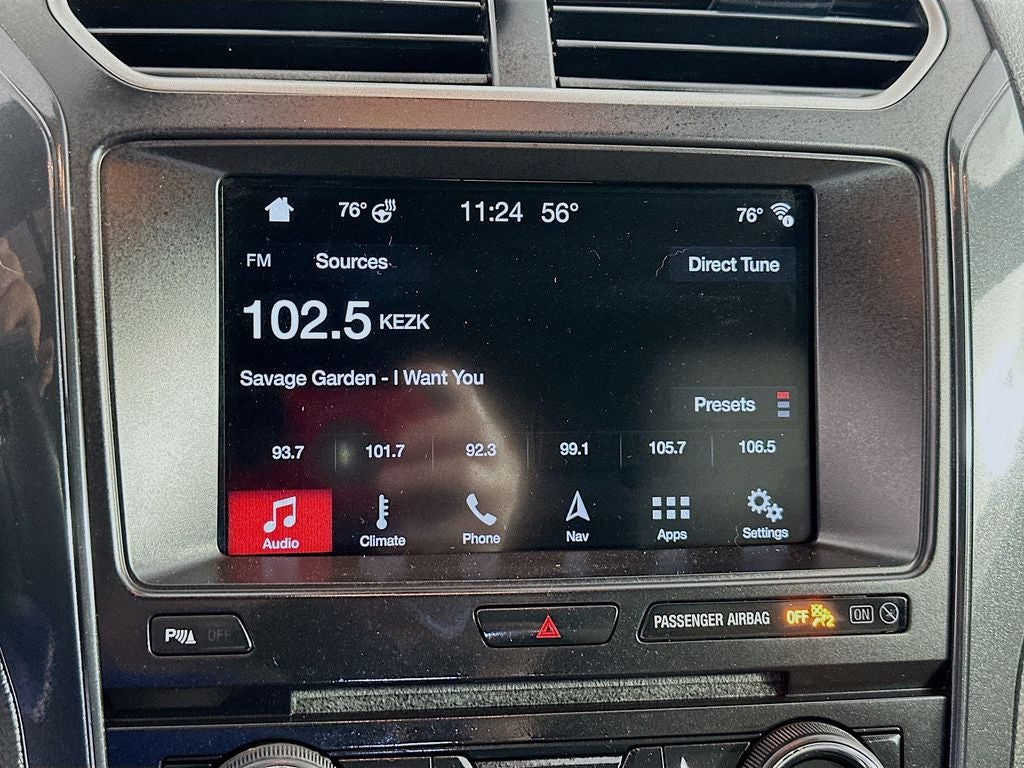 76° 11:24 56° 76°
FM Sources Direct Tune
102.5 KEZK
Savage Garden - I Want You
Presets
93.7 101.7 92.3 99.1 105.7 106.5
Audio Climate Phone Nav Apps Settings
P OFF PASSENGER AIRBAG OFF 2 ON